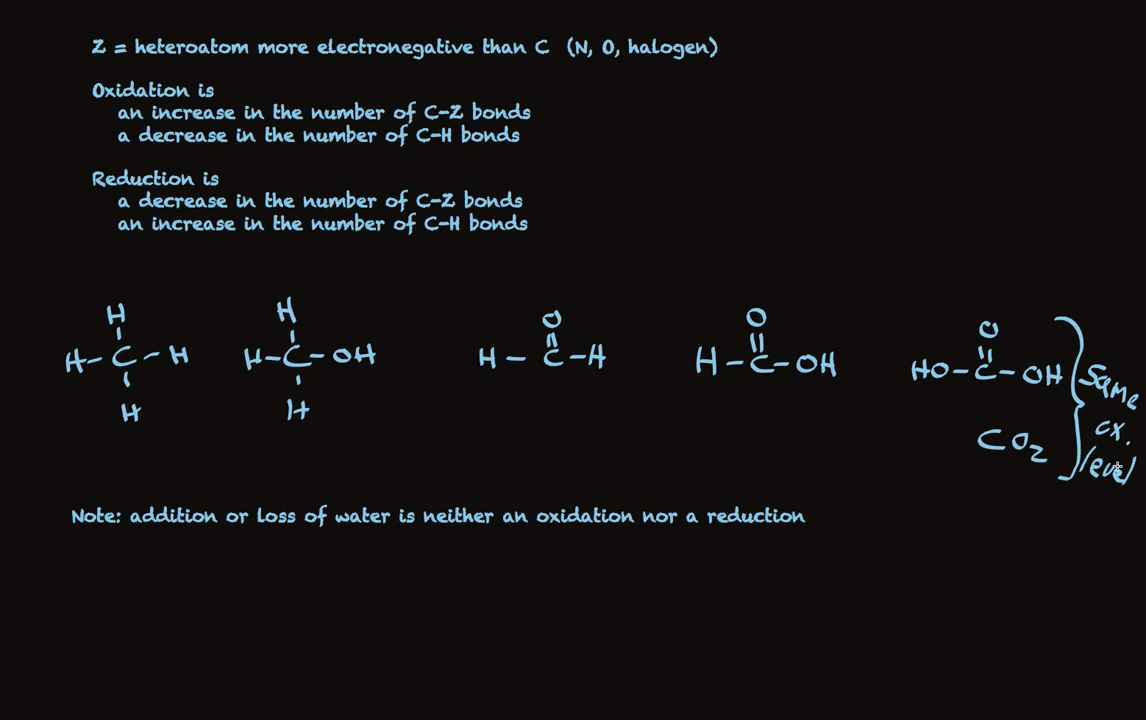 Z = heteroatom more electronegative than C (N, O, halogen)
Oxidation is
an increase in the number of C-Z bonds
a decrease in the number of C-H bonds
Reduction is
a decrease in the number of C-Z bonds
an increase in the number of C-H bonds
H
H-C-H
H
H
H-C-OH
H
O
H-C-H
O
H-C-OH
O
HO-C-OH
CO2
Same
ox.
level
Note: addition or loss of water is neither an oxidation nor a reduction